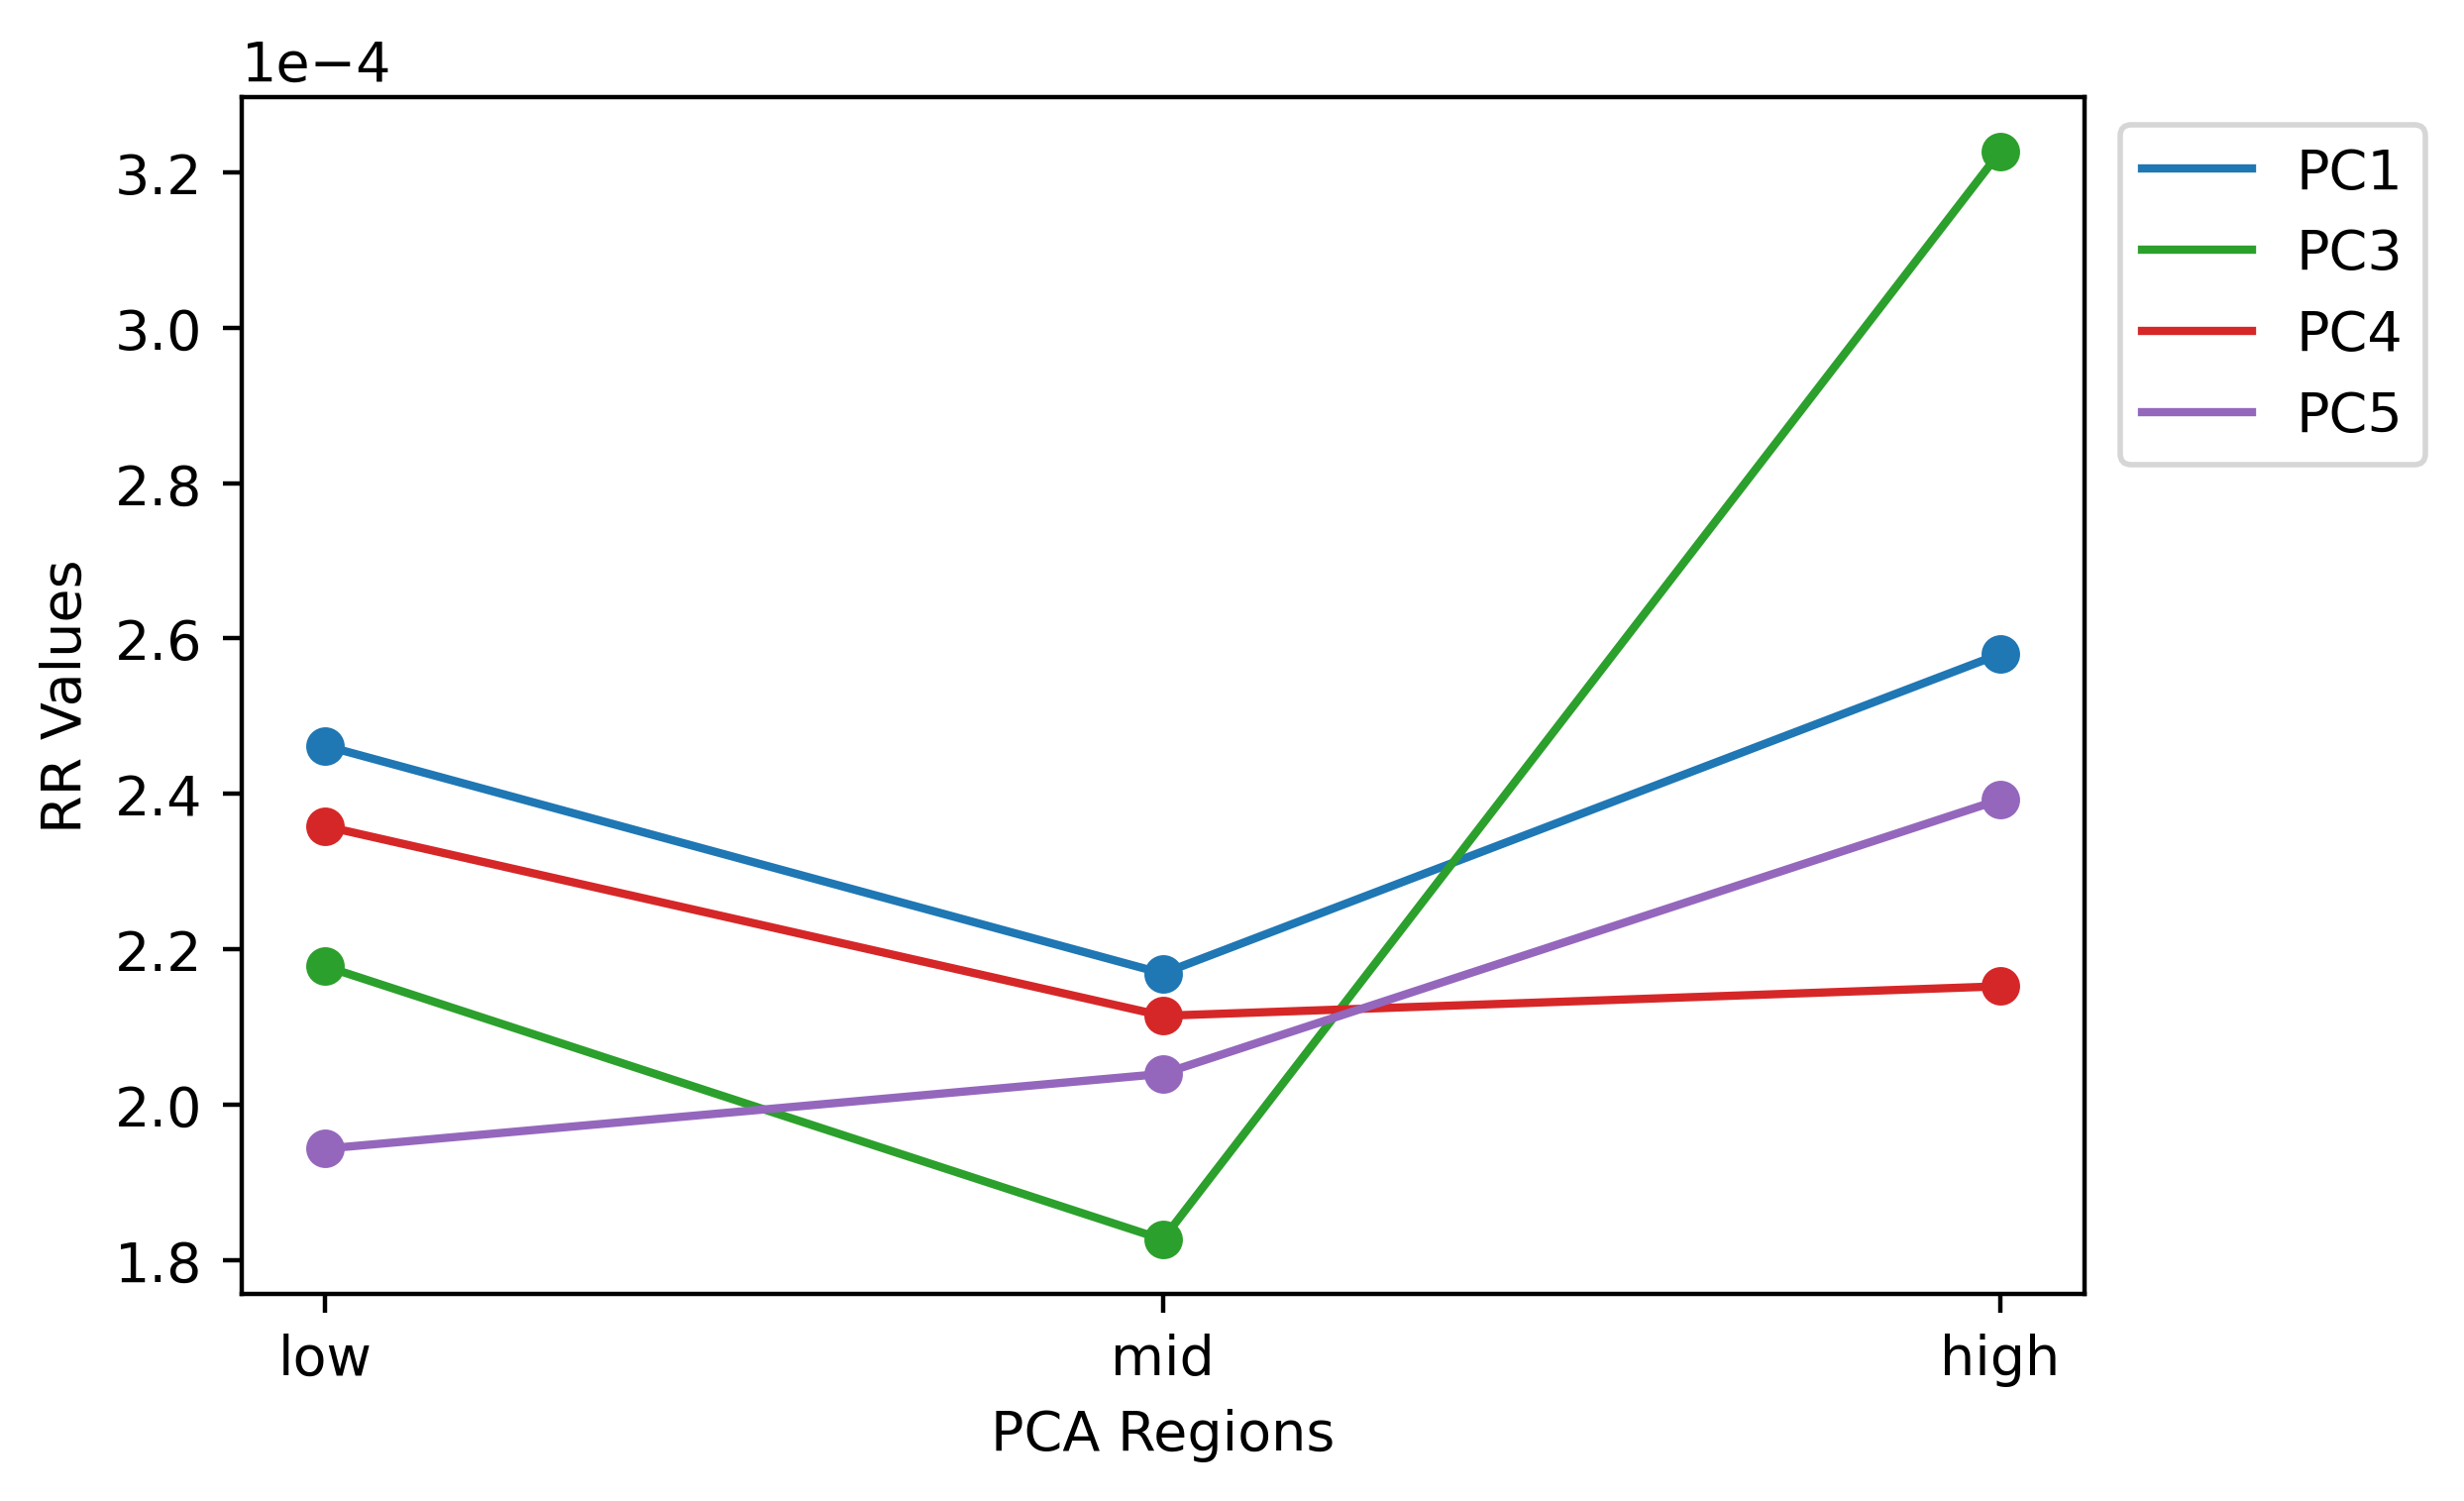 1e−4
3.2
3.0
2.8
2.6
2.4
2.2
2.0
1.8
RR Values
low
mid
high
PCA Regions
PC1
PC3
PC4
PC5